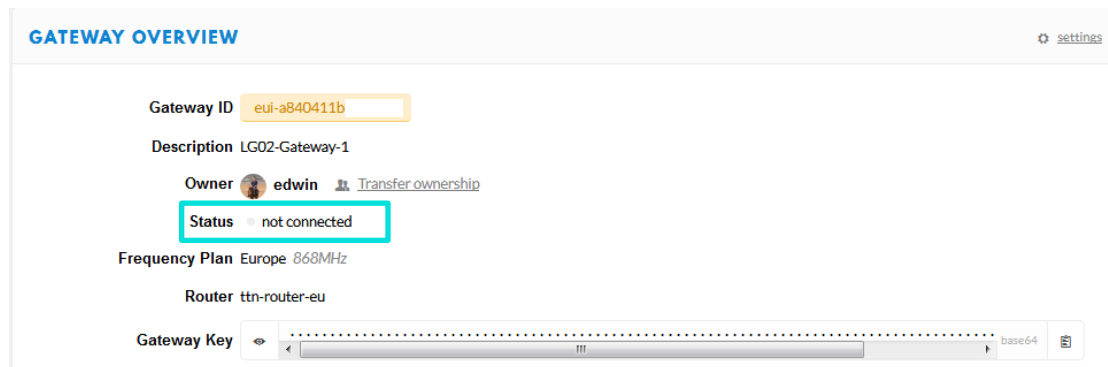 GATEWAY OVERVIEW settings
Gateway ID eui-a840411b
Description LG02-Gateway-1
Owner edwin Transfer ownership
Status not connected
Frequency Plan Europe 868MHz
Router ttn-router-eu
Gateway Key base64